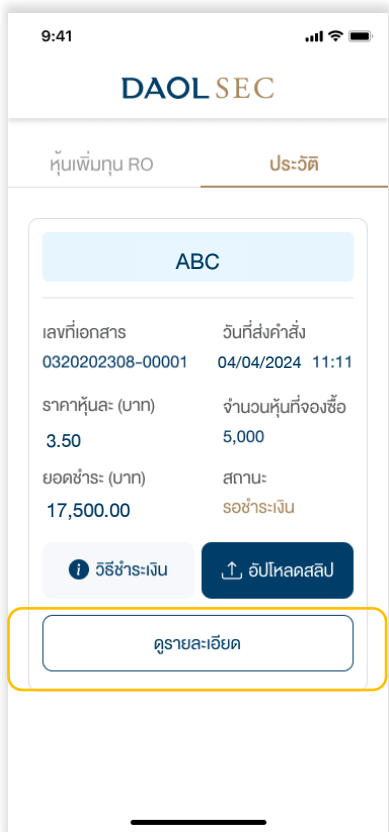 9:41
DAOL SEC
หุ้นเพิ่มทุน RO ประวัติ
ABC
เลขที่เอกสาร วันที่ส่งคำสั่ง
0320202308-00001 04/04/2024 11:11
ราคาหุ้นละ (บาท) จำนวนหุ้นที่จองซื้อ
3.50 5,000
ยอดชำระ (บาท) สถานะ
17,500.00 รอชำระเงิน
วิธีชำระเงิน อัปโหลดสลิป
ดูรายละเอียด